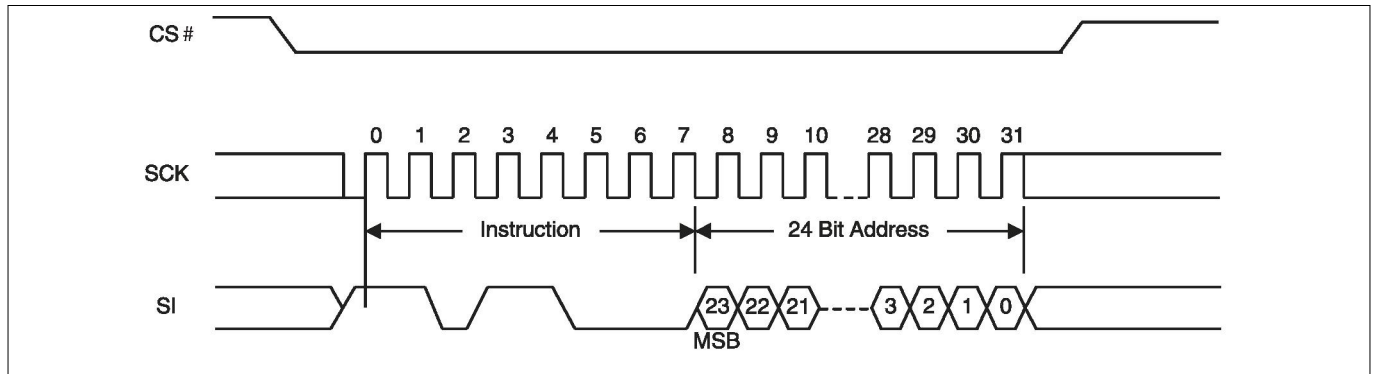 CS #
0 1 2 3 4 5 6 7 8 9 10 28 29 30 31
SCK
Instruction 24 Bit Address
SI 23 22 21 3 2 1 0
MSB